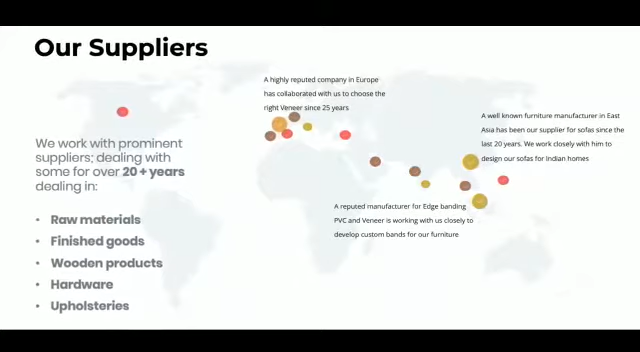 Our Suppliers
We work with prominent
suppliers; dealing with
some for over 20 + years
dealing in:
• Raw materials
• Finished goods
• Wooden products
• Hardware
• Upholsteries
A highly reputed company in Europe
has collaborated with us to choose the
right Veneer since 25 years
A well known furniture manufacturer in East
Asia has been our supplier for sofas since the
last 20 years. We work closely with him to
design our sofas for Indian homes
A reputed manufacturer for Edge banding
PVC and Veneer is working with us closely to
develop custom bands for our furniture